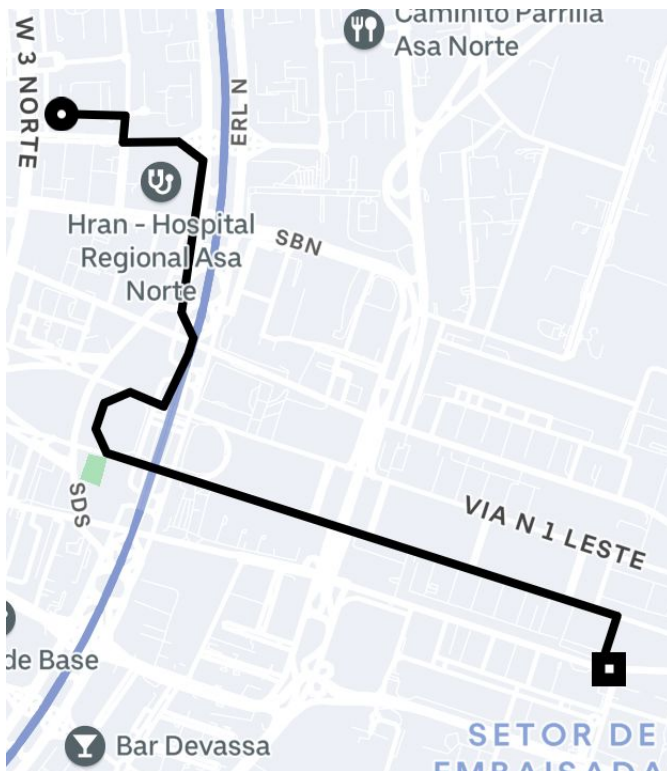 Caminito Parrilla
Asa Norte
W 3 NORTE
ERL N
Hran - Hospital
Regional Asa
Norte
SBN
SDS
VIA N 1 LESTE
de Base
Bar Devassa
SETOR DE
EMBAIXADA